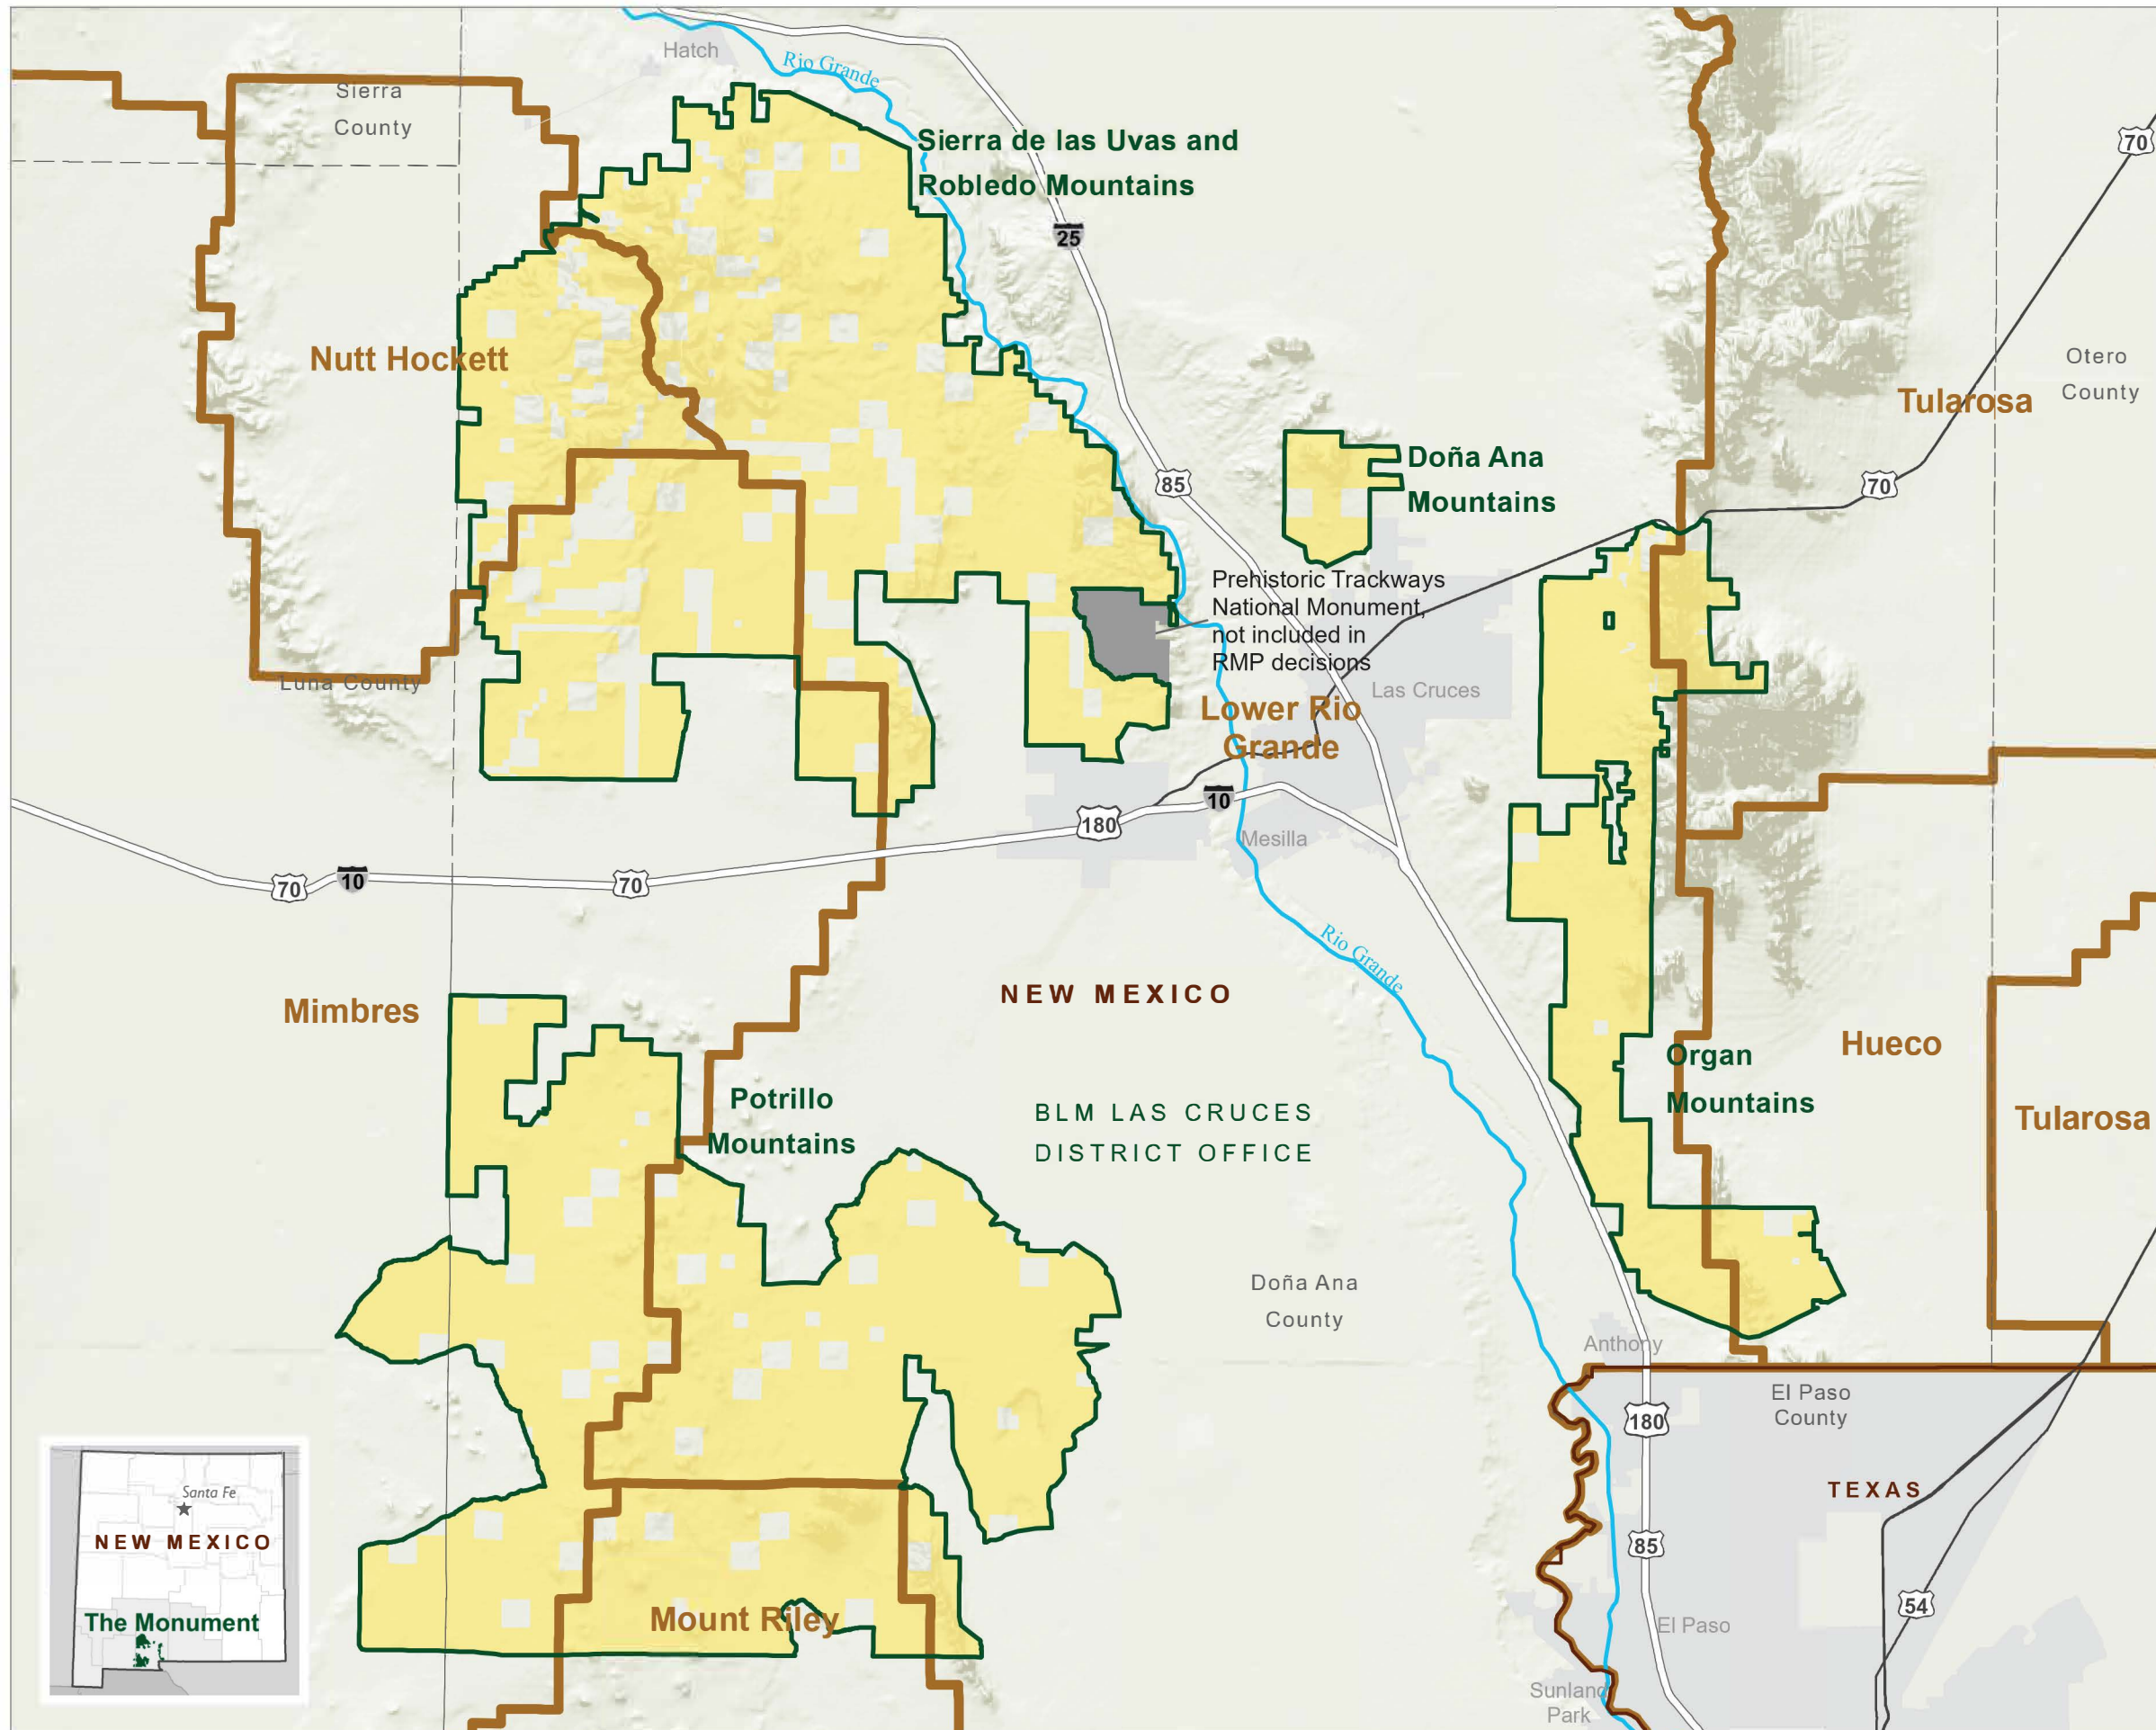 Hatch
Rio Grande
Sierra
County
Sierra de las Uvas and
Robledo Mountains
70
25
Nutt Hockett
Otero
County
Tularosa
Doña Ana
Mountains
85
70
Prehistoric Trackways
National Monument,
not included in
RMP decisions
Luna County
Las Cruces
Lower Rio
Grande
10
180
Mesilla
70
10
70
Rio Grande
NEW MEXICO
Mimbres
Hueco
Organ
Mountains
Potrillo
Mountains
BLM LAS CRUCES
DISTRICT OFFICE
Tularosa
Doña Ana
County
Anthony
El Paso
County
180
TEXAS
Santa Fe
NEW MEXICO
85
The Monument
Mount Riley
54
El Paso
Sunland
Park